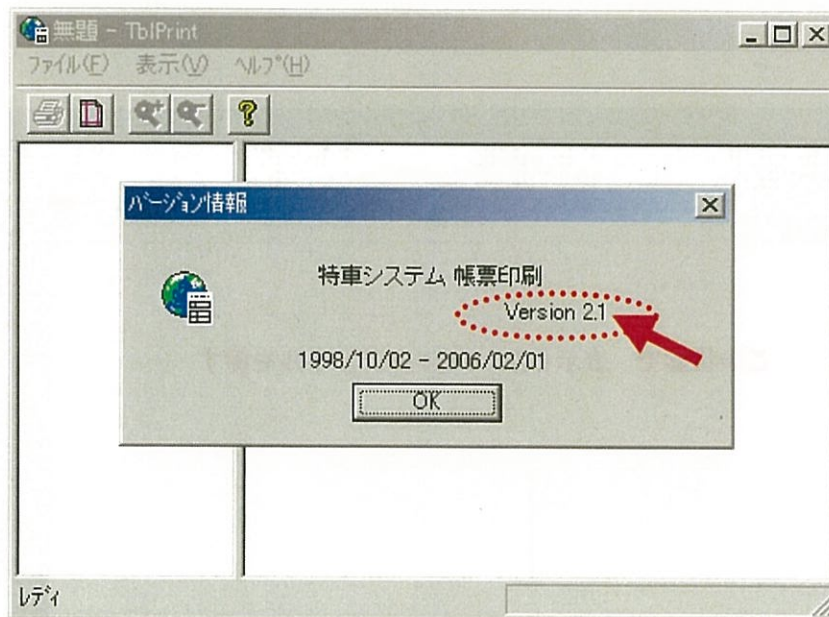 無題 - TblPrint
ファイル(F) 表示(V) ヘルプ(H)
バージョン情報
特車システム 帳票印刷
Version 2.1
1998/10/02 - 2006/02/01
OK
レディ